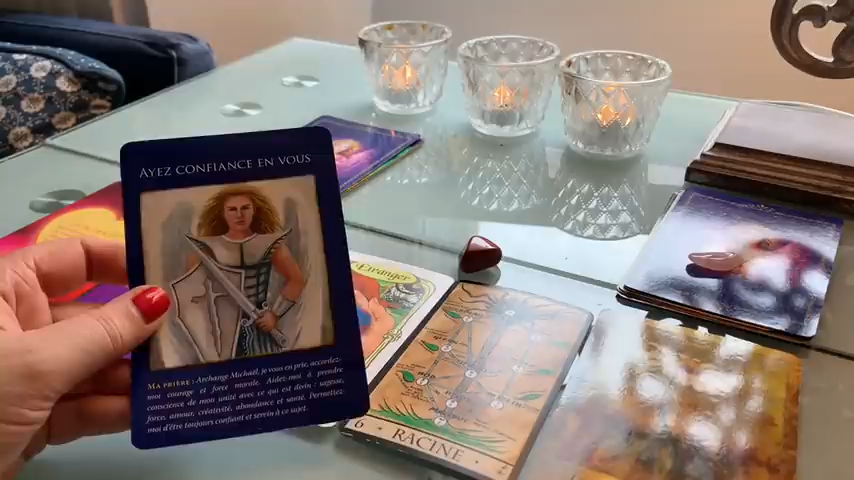 AYEZ CONFIANCE EN VOUS
MA PRIÈRE : Archange Michaël, je vous en prie, accordez-
moi courage et force morale. Aidez-moi à prendre
conscience de mon unité avec ce qui est divin : sagesse,
force, amour, créativité, abondance et santé. Permettez-
moi d'être toujours confiant et serein à ce sujet.
Étranger
6 RACINE